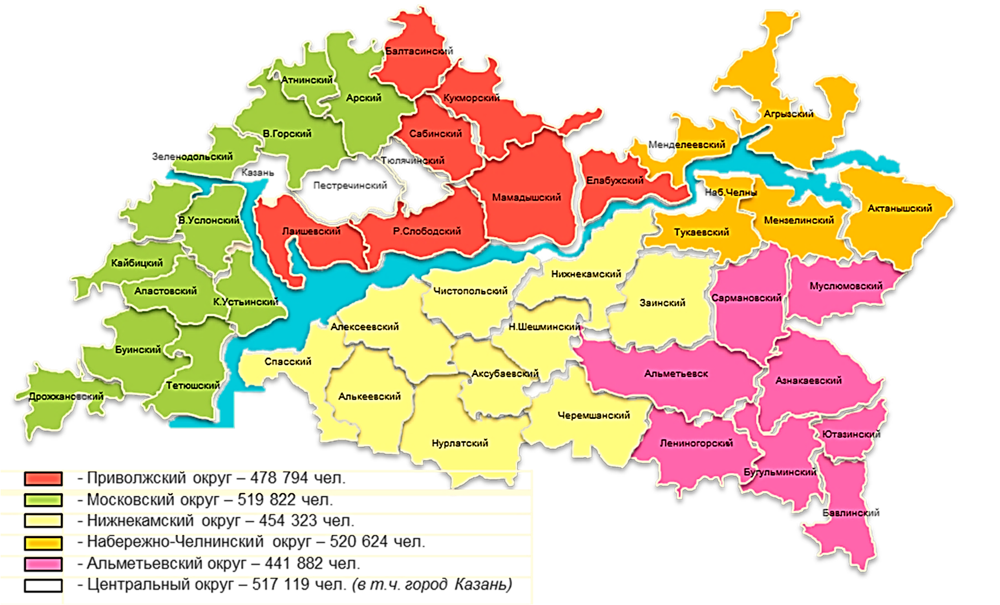 Балтасинский
Атнинский
Арский
Кукморский
Агрызский
В.Горский
Сабинский
Менделеевский
Зеленодольский
Тюлячинский
Казань
Пестречинский
Елабужский
Мамадышский
Наб.Челны
Актанышский
В.Услонский
Мензелинский
Лаишевский
Р.Слободский
Тукаевский
Кайбицкий
Нижнекамский
Муслюмовский
Апастовский
Чистопольский
К.Устьинский
Заинский
Сармановский
Алексеевский
Н.Шешминский
Буинский
Спасский
Аксубаевский
Альметьевск
Азнакаевский
Тетюшский
Дрожжановский
Алькеевский
Черемшанский
Ютазинский
Нурлатский
Лениногорский
Бугульминский
Бавлинский
- Приволжский округ – 478 794 чел.
- Московский округ – 519 822 чел.
- Нижнекамский округ – 454 323 чел.
- Набережно-Челнинский округ – 520 624 чел.
- Альметьевский округ – 441 882 чел.
- Центральный округ – 517 119 чел. (в т.ч. город Казань)